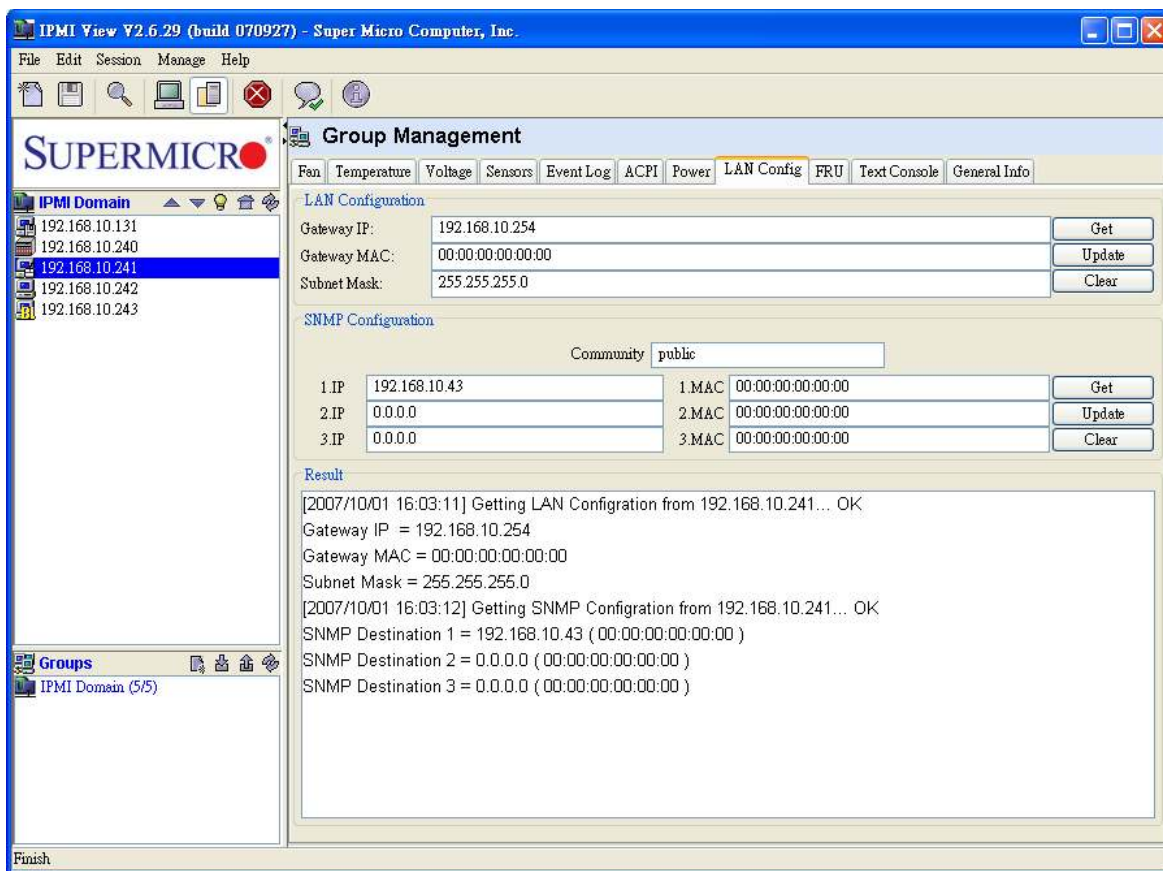 IPMI View V2.6.29 (build 070927) - Super Micro Computer, Inc.
File Edit Session Manage Help
SUPERMICRO
IPMI Domain
192.168.10.131
192.168.10.240
192.168.10.241
192.168.10.242
192.168.10.243
Groups
IPMI Domain (5/5)
Group Management
Fan Temperature Voltage Sensors Event Log ACPI Power LAN Config FRU Text Console General Info
LAN Configuration
Gateway IP: 192.168.10.254 Get
Gateway MAC: 00:00:00:00:00:00 Update
Subnet Mask: 255.255.255.0 Clear
SNMP Configuration
Community public
1.IP 192.168.10.43 1.MAC 00:00:00:00:00:00 Get
2.IP 0.0.0.0 2.MAC 00:00:00:00:00:00 Update
3.IP 0.0.0.0 3.MAC 00:00:00:00:00:00 Clear
Result
[2007/10/01 16:03:11] Getting LAN Configration from 192.168.10.241... OK
Gateway IP = 192.168.10.254
Gateway MAC = 00:00:00:00:00:00
Subnet Mask = 255.255.255.0
[2007/10/01 16:03:12] Getting SNMP Configration from 192.168.10.241... OK
SNMP Destination 1 = 192.168.10.43 ( 00:00:00:00:00:00 )
SNMP Destination 2 = 0.0.0.0 ( 00:00:00:00:00:00 )
SNMP Destination 3 = 0.0.0.0 ( 00:00:00:00:00:00 )
Finish